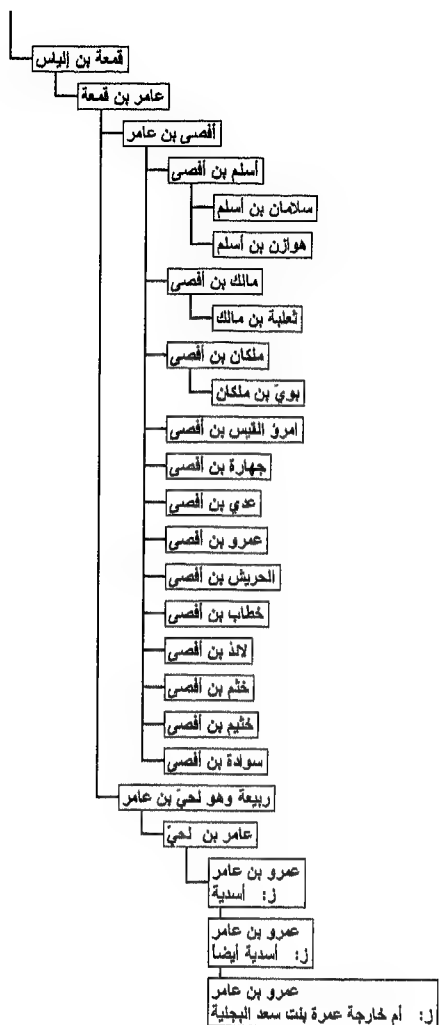 قمعة بن إلياس
عامر بن قمعة
أفصى بن عامر
أسلم بن أفصى
سلامان بن أسلم
هوازن بن أسلم
مالك بن أفصى
ثعلبة بن مالك
ملكان بن أفصى
بويّ بن ملكان
امرؤ القيس بن أفصى
جهارة بن أفصى
عدي بن أفصى
عمرو بن أفصى
الحريش بن أفصى
خطاب بن أفصى
لائذ بن أفصى
خثم بن أفصى
خثيم بن أفصى
سوادة بن أفصى
ربيعة وهو لحيّ بن عامر
عامر بن لحيّ
عمرو بن عامر
ز: أسدية
عمرو بن عامر
ز: أسدية أيضاً
عمرو بن عامر
ز: أم خارجة عمرة بنت سعد البجلية